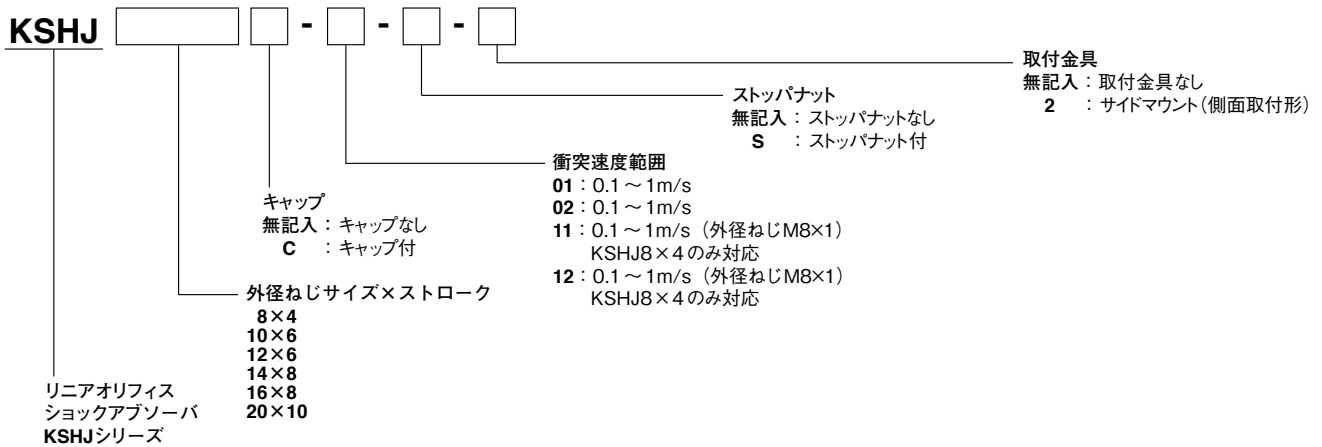 KSHJ - - -
取付金具
無記入：取付金具なし
2 ：サイドマウント（側面取付形）
ストッパナット
無記入：ストッパナットなし
S ：ストッパナット付
衝突速度範囲
01：0.1～1m/s
02：0.1～1m/s
11：0.1～1m/s（外径ねじM8×1）
KSHJ8×4のみ対応
12：0.1～1m/s（外径ねじM8×1）
KSHJ8×4のみ対応
キャップ
無記入：キャップなし
C ：キャップ付
外径ねじサイズ×ストローク
8×4
10×6
12×6
14×8
16×8
20×10
リニアオリフィス
ショックアブソーバ
KSHJシリーズ